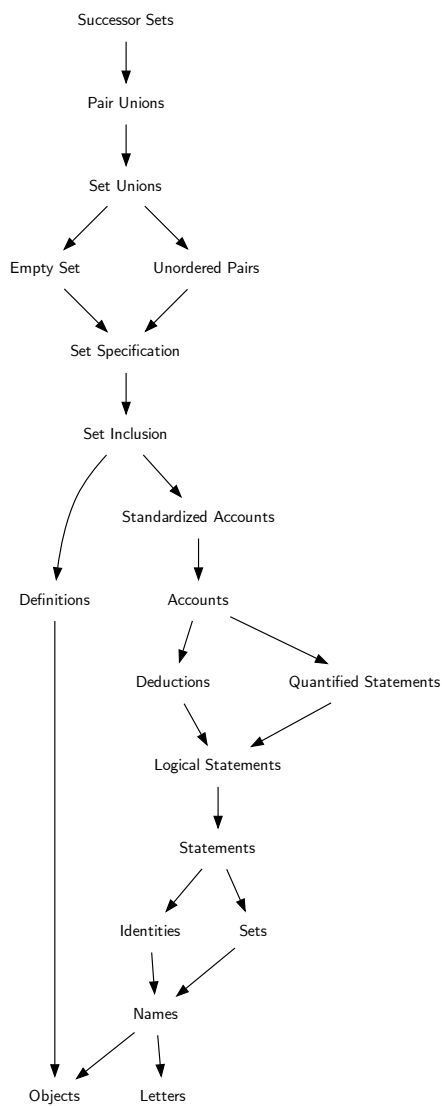 Successor Sets
Pair Unions
Set Unions
Empty Set
Unordered Pairs
Set Specification
Set Inclusion
Standardized Accounts
Definitions
Accounts
Deductions
Quantified Statements
Logical Statements
Statements
Identities
Sets
Names
Objects
Letters